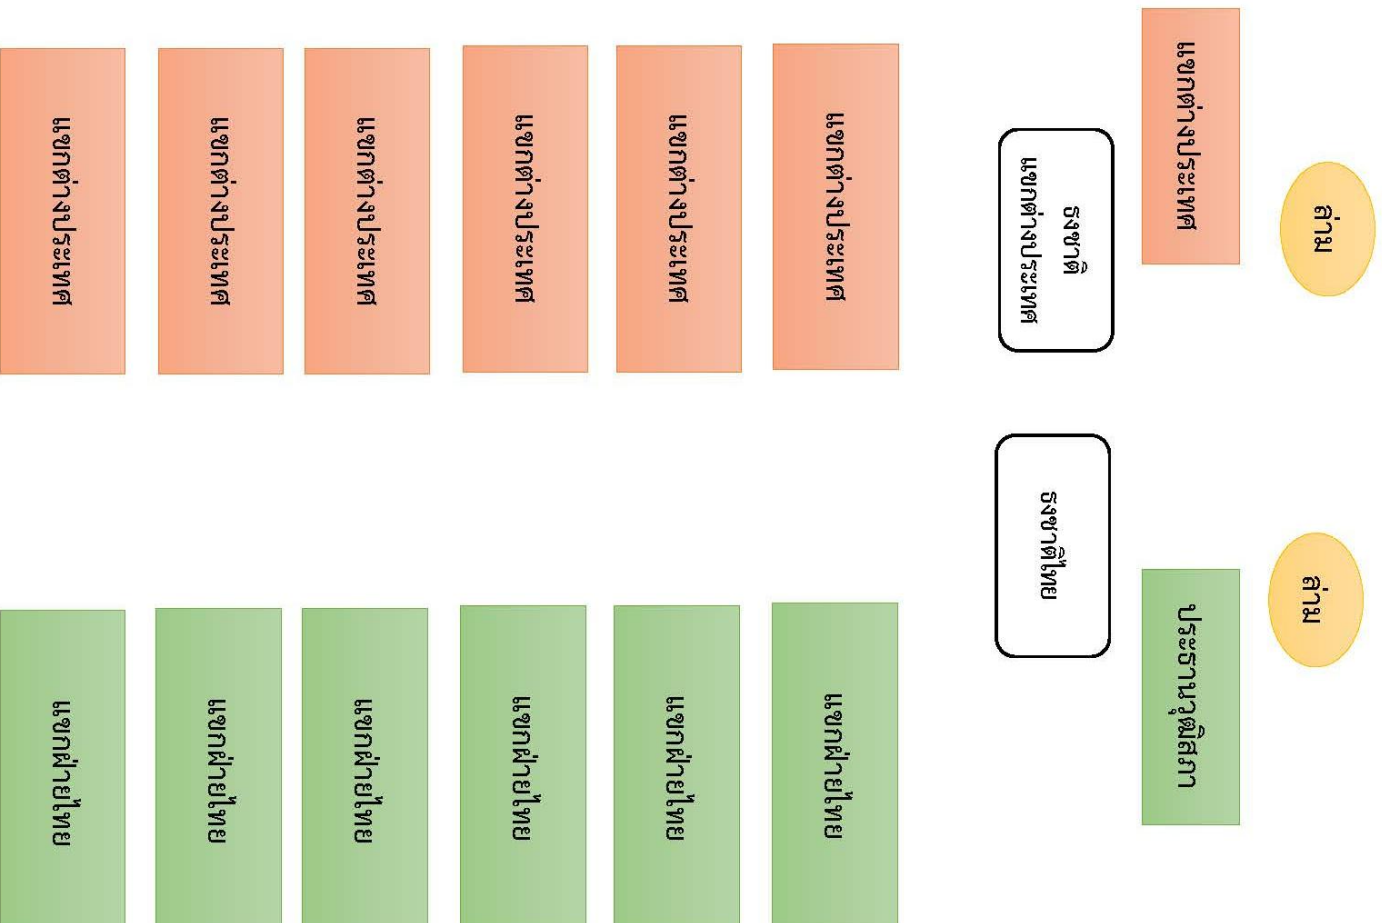 แขกต่างประเทศ
แขกต่างประเทศ
แขกต่างประเทศ
แขกต่างประเทศ
แขกต่างประเทศ
แขกต่างประเทศ
ธงชาติ
แขกต่างประเทศ
แขกต่างประเทศ
ล่าม
ธงชาติไทย
ประธานวุฒิสภา
ล่าม
แขกฝ่ายไทย
แขกฝ่ายไทย
แขกฝ่ายไทย
แขกฝ่ายไทย
แขกฝ่ายไทย
แขกฝ่ายไทย